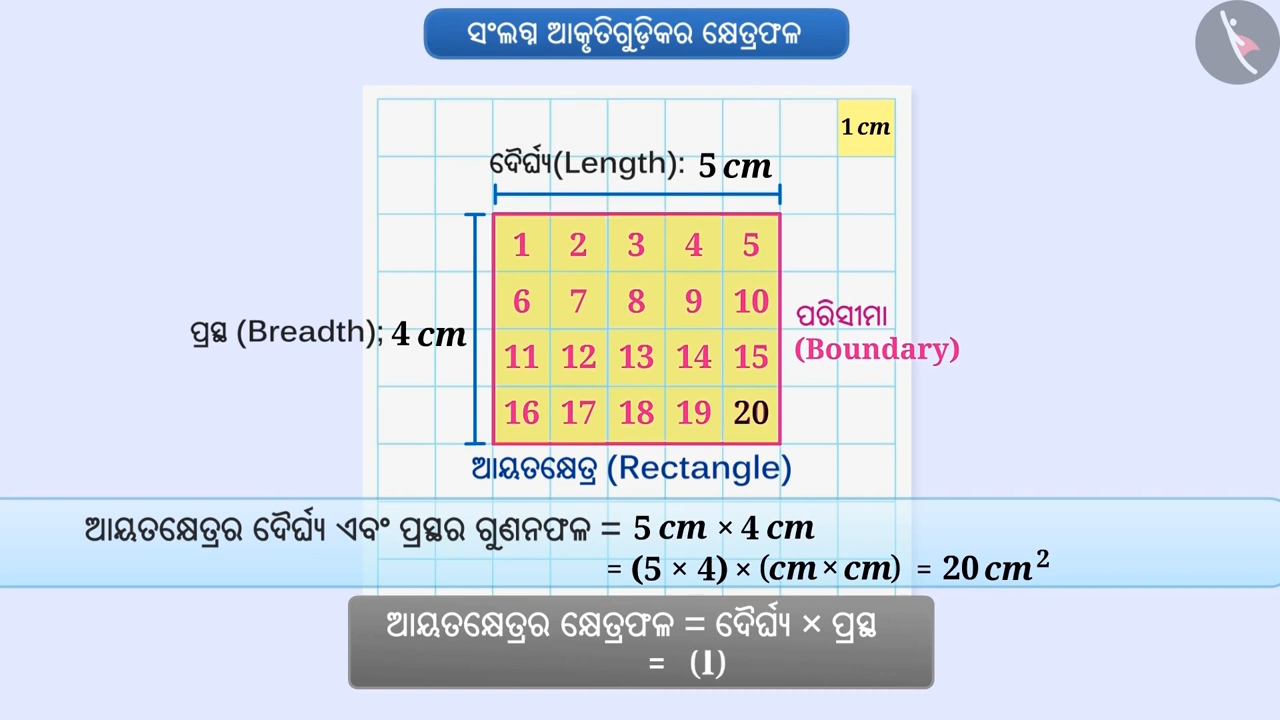 ସଂଲଗ୍ନ ଆକୃତିଗୁଡ଼ିକର କ୍ଷେତ୍ରଫଳ
1 cm
ଦୈର୍ଘ୍ୟ(Length): 5 cm
1 2 3 4 5
6 7 8 9 10
ପ୍ରସ୍ଥ (Breadth); 4 cm
ପରିସୀମା
(Boundary)
11 12 13 14 15
16 17 18 19 20
ଆୟତକ୍ଷେତ୍ର (Rectangle)
ଆୟତକ୍ଷେତ୍ରର ଦୈର୍ଘ୍ୟ ଏବଂ ପ୍ରସ୍ଥର ଗୁଣନଫଳ = 5 cm × 4 cm
= (5 × 4) × (cm × cm) = 20 cm²
ଆୟତକ୍ଷେତ୍ରର କ୍ଷେତ୍ରଫଳ = ଦୈର୍ଘ୍ୟ × ପ୍ରସ୍ଥ
= (l)